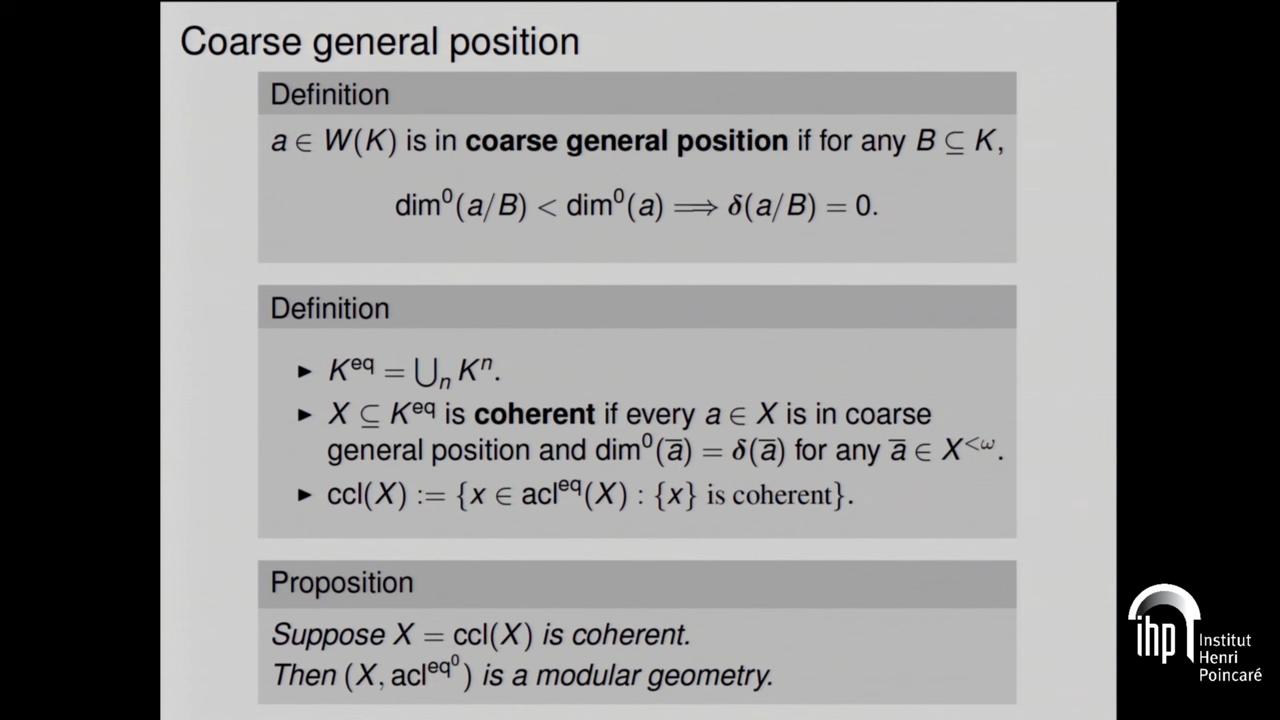 Coarse general position
Definition
a ∈ W(K) is in coarse general position if for any B ⊆ K,
dim⁰(a/B) < dim⁰(a) ⟹ δ(a/B) = 0.
Definition
▶ K^eq = ⋃ₙ Kⁿ.
▶ X ⊆ K^eq is coherent if every a ∈ X is in coarse
general position and dim⁰(a̅) = δ(a̅) for any a̅ ∈ X^{<ω}.
▶ ccl(X) := {x ∈ acl^eq(X) : {x} is coherent}.
Proposition
Suppose X = ccl(X) is coherent.
Then (X, acl^{eq⁰}) is a modular geometry.
ihp
Institut
Henri
Poincaré